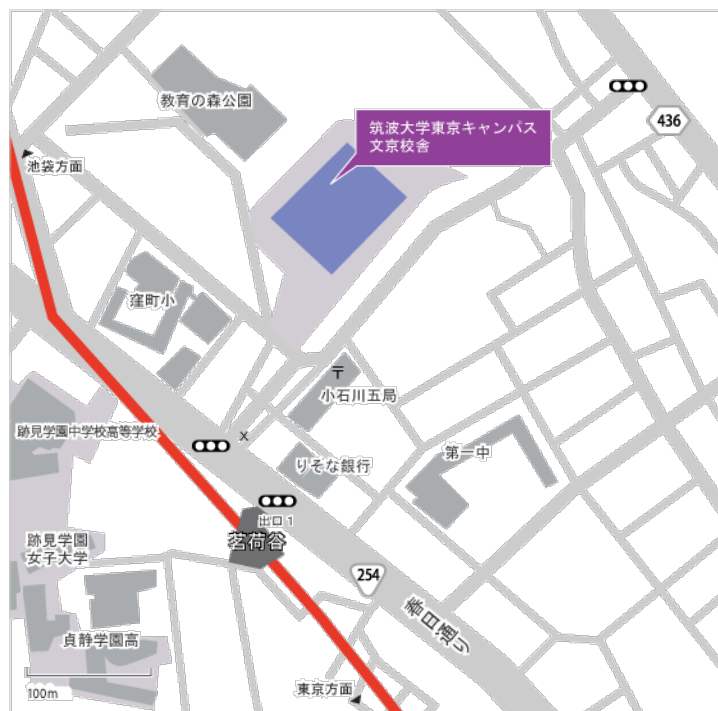 教育の森公園
筑波大学東京キャンパス
文京校舎
436
池袋方面
窪町小
〒
小石川五局
跡見学園中学校高等学校
X
りそな銀行
第一中
出口1
茗荷谷
跡見学園
女子大学
254
春日通り
貞静学園高
100m
東京方面